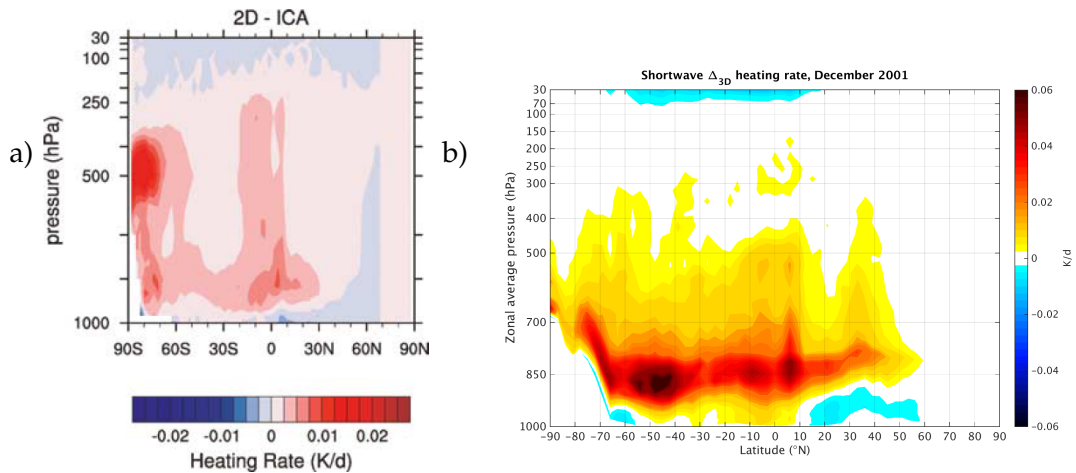 a)
2D - ICA
pressure (hPa)
30
100
250
500
1000
90S 60S 30S 0 30N 60N 90N
-0.02 -0.01 0 0.01 0.02
Heating Rate (K/d)
b)
Shortwave Δ3D heating rate, December 2001
Zonal average pressure (hPa)
30
70
100
150
200
250
300
400
500
700
850
1000
-90 -80 -70 -60 -50 -40 -30 -20 -10 0 10 20 30 40 50 60 70 80 90
Latitude (°N)
0.06
0.04
0.02
0
-0.02
-0.04
-0.06
K/d